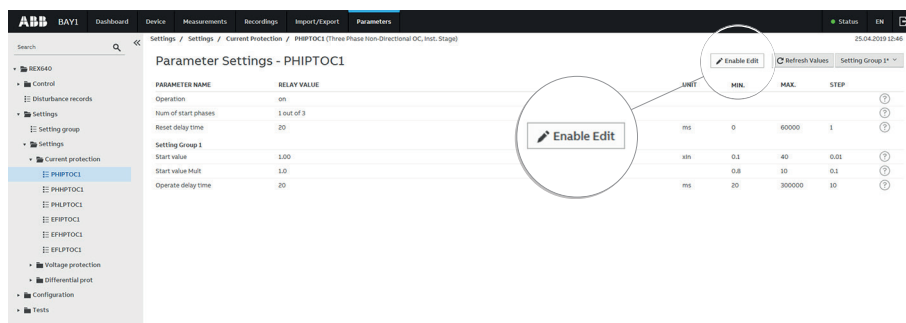 ABB BAY1 Dashboard Device Measurements Recordings Import/Export Parameters Status EN
Search
Settings / Settings / Current Protection / PHIPTOC1 (Three Phase Non-Directional OC, Inst. Stage) 25.04.2019 12:46
Parameter Settings - PHIPTOC1
Enable Edit Refresh Values Setting Group 1*
REX640
Control
Disturbance records
Settings
Setting group
Settings
Current protection
PHIPTOC1
PHHPTOC1
PHLPTOC1
EFIPTOC1
EFHPTOC1
EFLPTOC1
Voltage protection
Differential prot
Configuration
Tests
PARAMETER NAME RELAY VALUE UNIT MIN. MAX. STEP
Operation on ?
Num of start phases 1 out of 3 ?
Reset delay time 20 ms 0 60000 1 ?
Setting Group 1
Start value 1.00 xIn 0.1 40 0.01 ?
Start value Mult 1.0 0.8 10 0.1 ?
Operate delay time 20 ms 20 300000 10 ?
Enable Edit